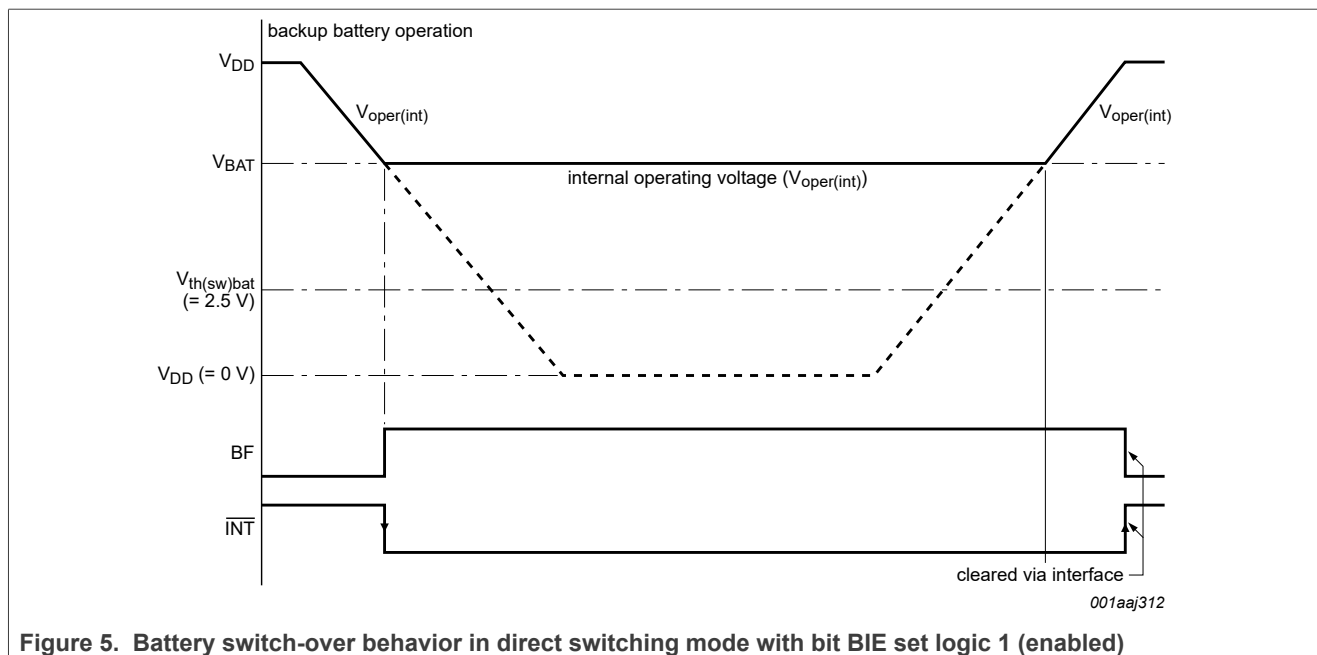 backup battery operation
VDD
Voper(int)
Voper(int)
VBAT
internal operating voltage (Voper(int))
Vth(sw)bat
(= 2.5 V)
VDD (= 0 V)
BF
INT
cleared via interface
001aaj312
Figure 5. Battery switch-over behavior in direct switching mode with bit BIE set logic 1 (enabled)